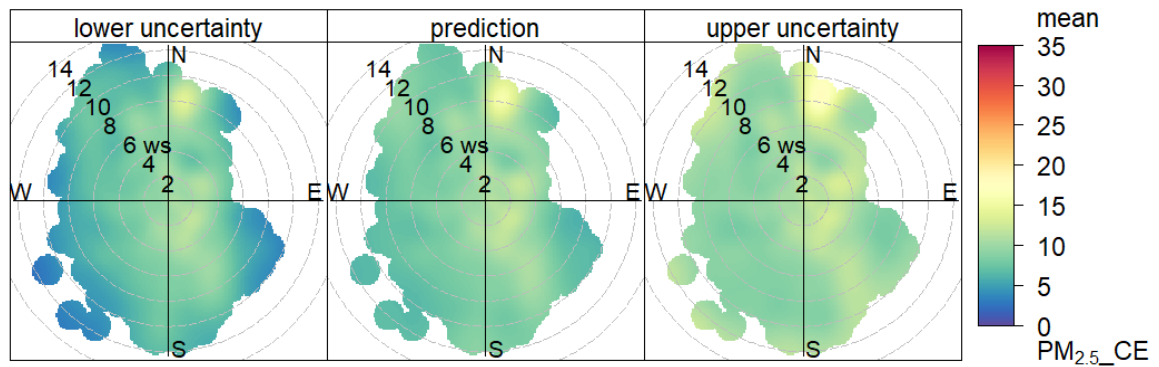 lower uncertainty
prediction
upper uncertainty
mean
N
14
12
10
8
6 ws
4
2
W
S
N
14
12
10
8
6 ws
4
2
W
S
N
14
12
10
8
6 ws
4
2
W
E
S
E
E
35
30
25
20
15
10
5
0
PM2.5_CE